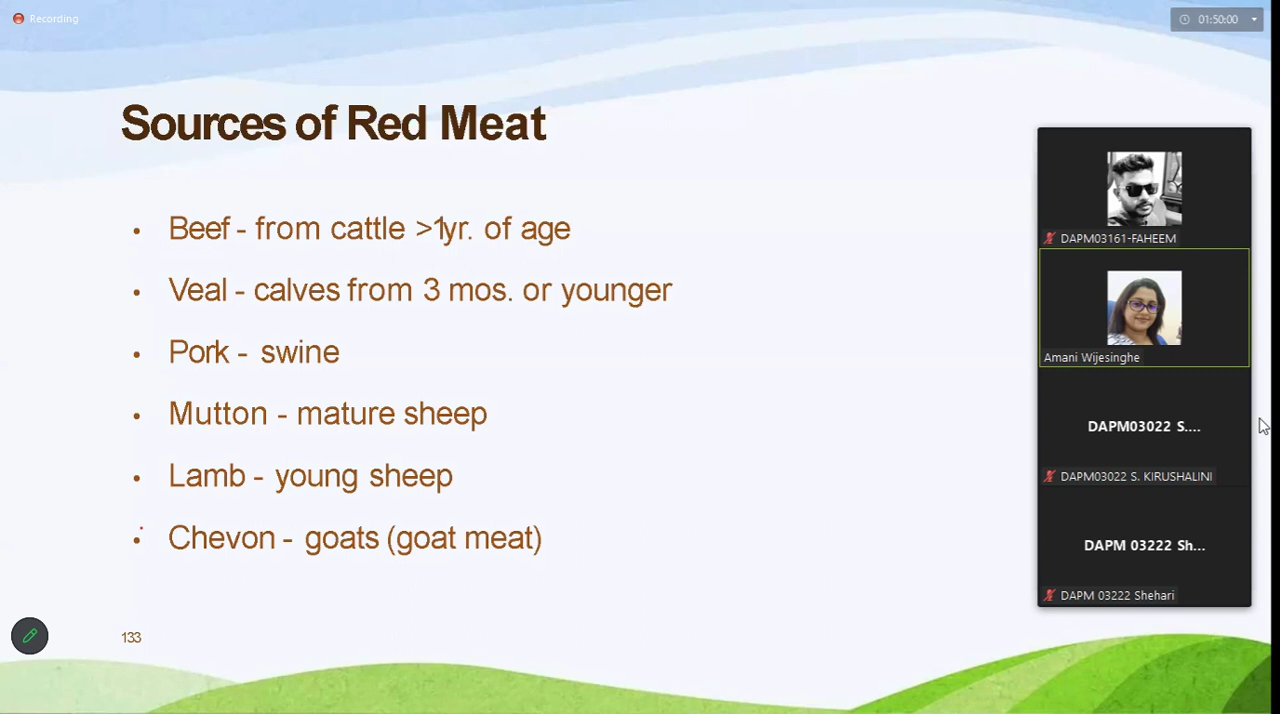 Recording
01:50:00
Sources of Red Meat
• Beef - from cattle >1yr. of age
• Veal - calves from 3 mos. or younger
• Pork - swine
• Mutton - mature sheep
• Lamb - young sheep
• Chevon - goats (goat meat)
133
DAPM03161-FAHEEM
Amani Wijesinghe
DAPM03022 S....
DAPM03022 S. KIRUSHALINI
DAPM 03222 Sh...
DAPM 03222 Shehari